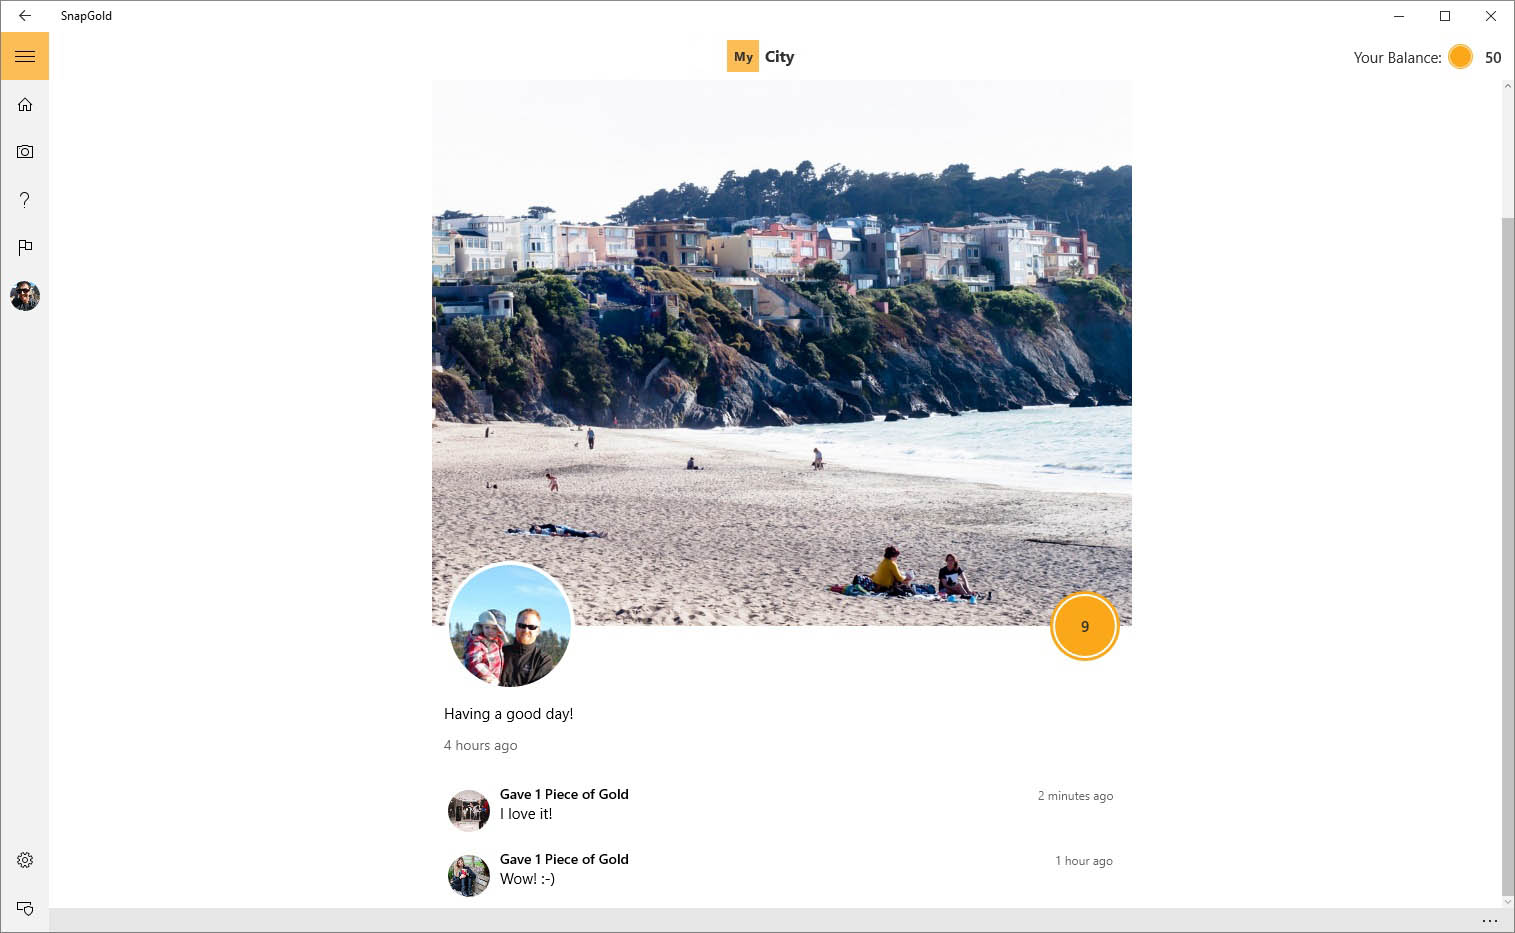 SnapGold
My City
Your Balance: 50
9
Having a good day!
4 hours ago
Gave 1 Piece of Gold
2 minutes ago
I love it!
Gave 1 Piece of Gold
1 hour ago
Wow! :-)